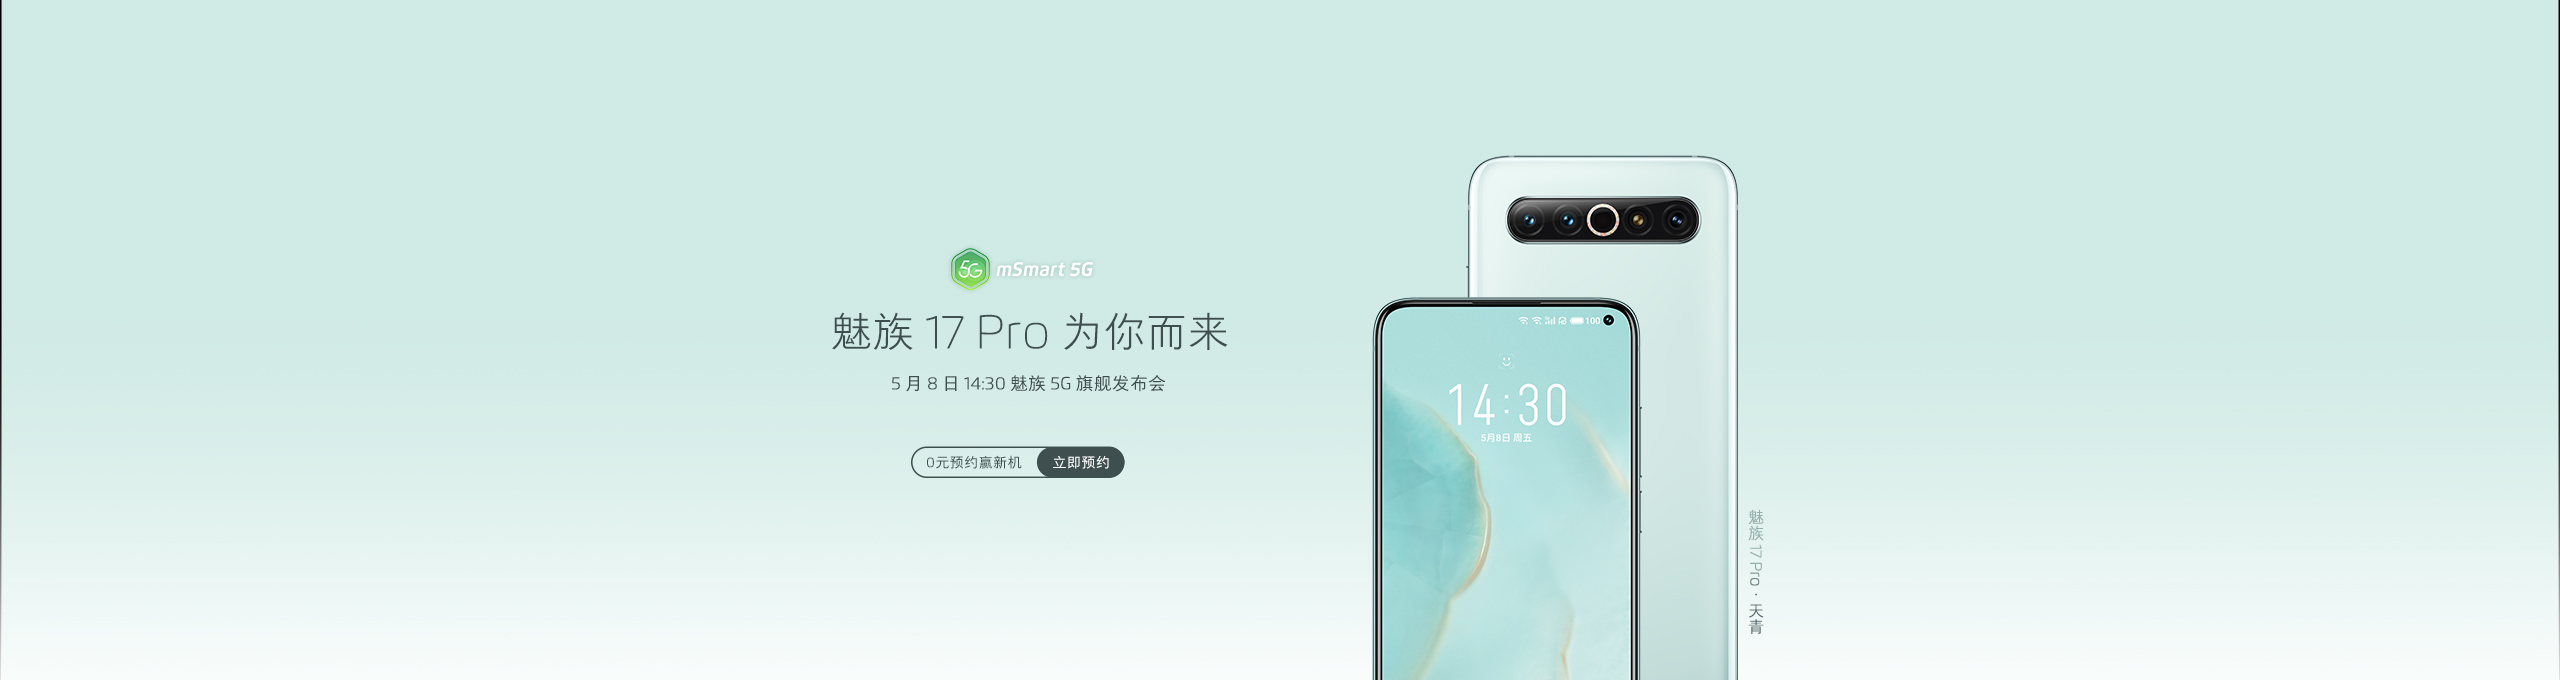 5G mSmart 5G
魅族 17 Pro 为你而来
5 月 8 日 14:30 魅族 5G 旗舰发布会
0元预约赢新机 立即预约
100
14:30
5月8日 周五
魅族 17 Pro · 天青